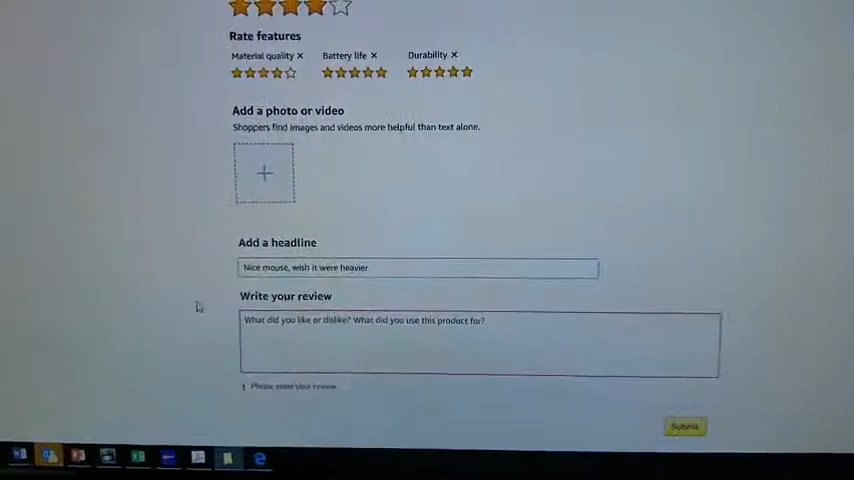 Rate features
Material quality × Battery life × Durability ×
Add a photo or video
Shoppers find images and videos more helpful than text alone.
Add a headline
Nice mouse, wish it were heavier
Write your review
What did you like or dislike? What did you use this product for?
! Please enter your review.
Submit